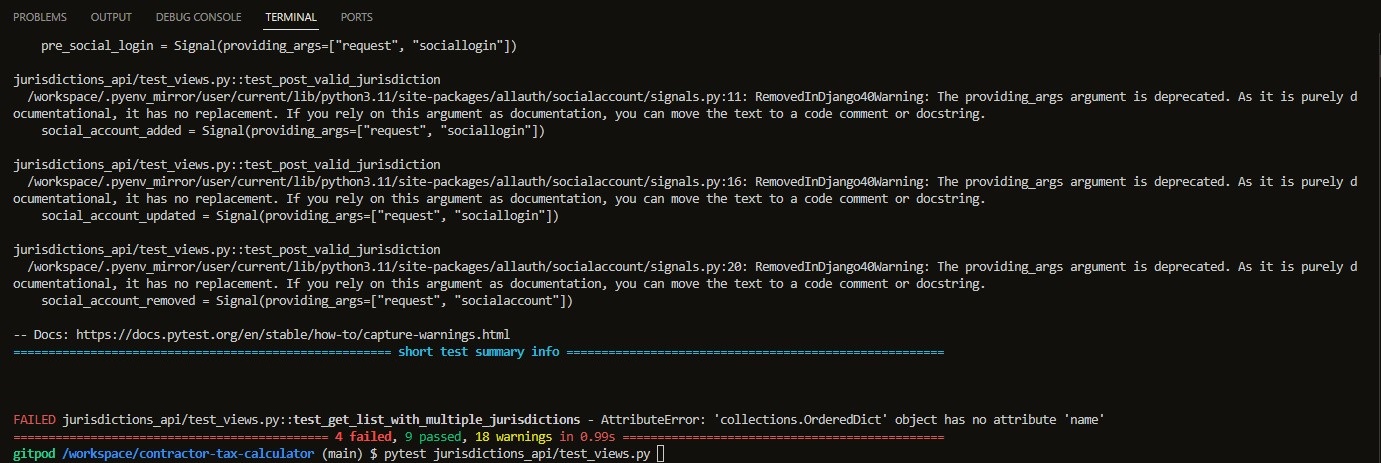 PROBLEMS OUTPUT DEBUG CONSOLE TERMINAL PORTS
pre_social_login = Signal(providing_args=["request", "sociallogin"])
jurisdictions_api/test_views.py::test_post_valid_jurisdiction
/workspace/.pyenv_mirror/user/current/lib/python3.11/site-packages/allauth/socialaccount/signals.py:11: RemovedInDjango40Warning: The providing_args argument is deprecated. As it is purely d
ocumentational, it has no replacement. If you rely on this argument as documentation, you can move the text to a code comment or docstring.
social_account_added = Signal(providing_args=["request", "sociallogin"])
jurisdictions_api/test_views.py::test_post_valid_jurisdiction
/workspace/.pyenv_mirror/user/current/lib/python3.11/site-packages/allauth/socialaccount/signals.py:16: RemovedInDjango40Warning: The providing_args argument is deprecated. As it is purely d
ocumentational, it has no replacement. If you rely on this argument as documentation, you can move the text to a code comment or docstring.
social_account_updated = Signal(providing_args=["request", "sociallogin"])
jurisdictions_api/test_views.py::test_post_valid_jurisdiction
/workspace/.pyenv_mirror/user/current/lib/python3.11/site-packages/allauth/socialaccount/signals.py:20: RemovedInDjango40Warning: The providing_args argument is deprecated. As it is purely d
ocumentational, it has no replacement. If you rely on this argument as documentation, you can move the text to a code comment or docstring.
social_account_removed = Signal(providing_args=["request", "socialaccount"])
-- Docs: https://docs.pytest.org/en/stable/how-to/capture-warnings.html
====================================================== short test summary info ======================================================
FAILED jurisdictions_api/test_views.py::test_get_list_with_multiple_jurisdictions - AttributeError: 'collections.OrderedDict' object has no attribute 'name'
============================================= 4 failed, 9 passed, 18 warnings in 0.99s ==============================================
gitpod /workspace/contractor-tax-calculator (main) $ pytest jurisdictions_api/test_views.py